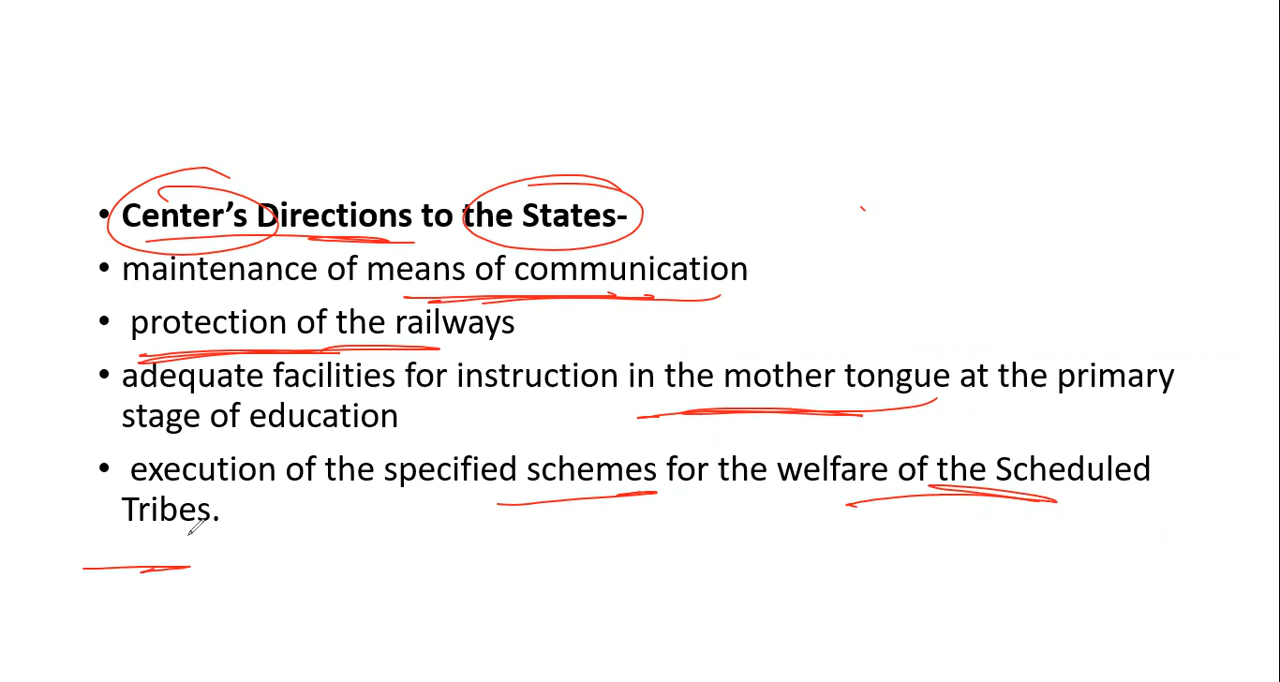 • Center’s Directions to the States-
• maintenance of means of communication
• protection of the railways
• adequate facilities for instruction in the mother tongue at the primary
stage of education
• execution of the specified schemes for the welfare of the Scheduled
Tribes.